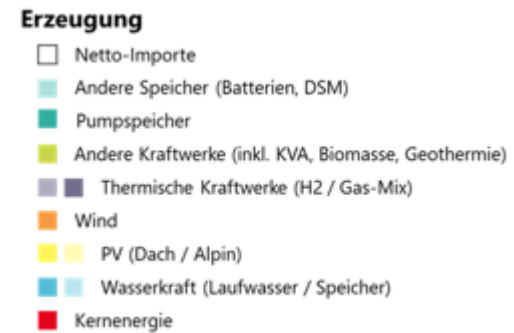 Erzeugung
Netto-Importe
Andere Speicher (Batterien, DSM)
Pumpspeicher
Andere Kraftwerke (inkl. KVA, Biomasse, Geothermie)
Thermische Kraftwerke (H2 / Gas-Mix)
Wind
PV (Dach / Alpin)
Wasserkraft (Laufwasser / Speicher)
Kernenergie